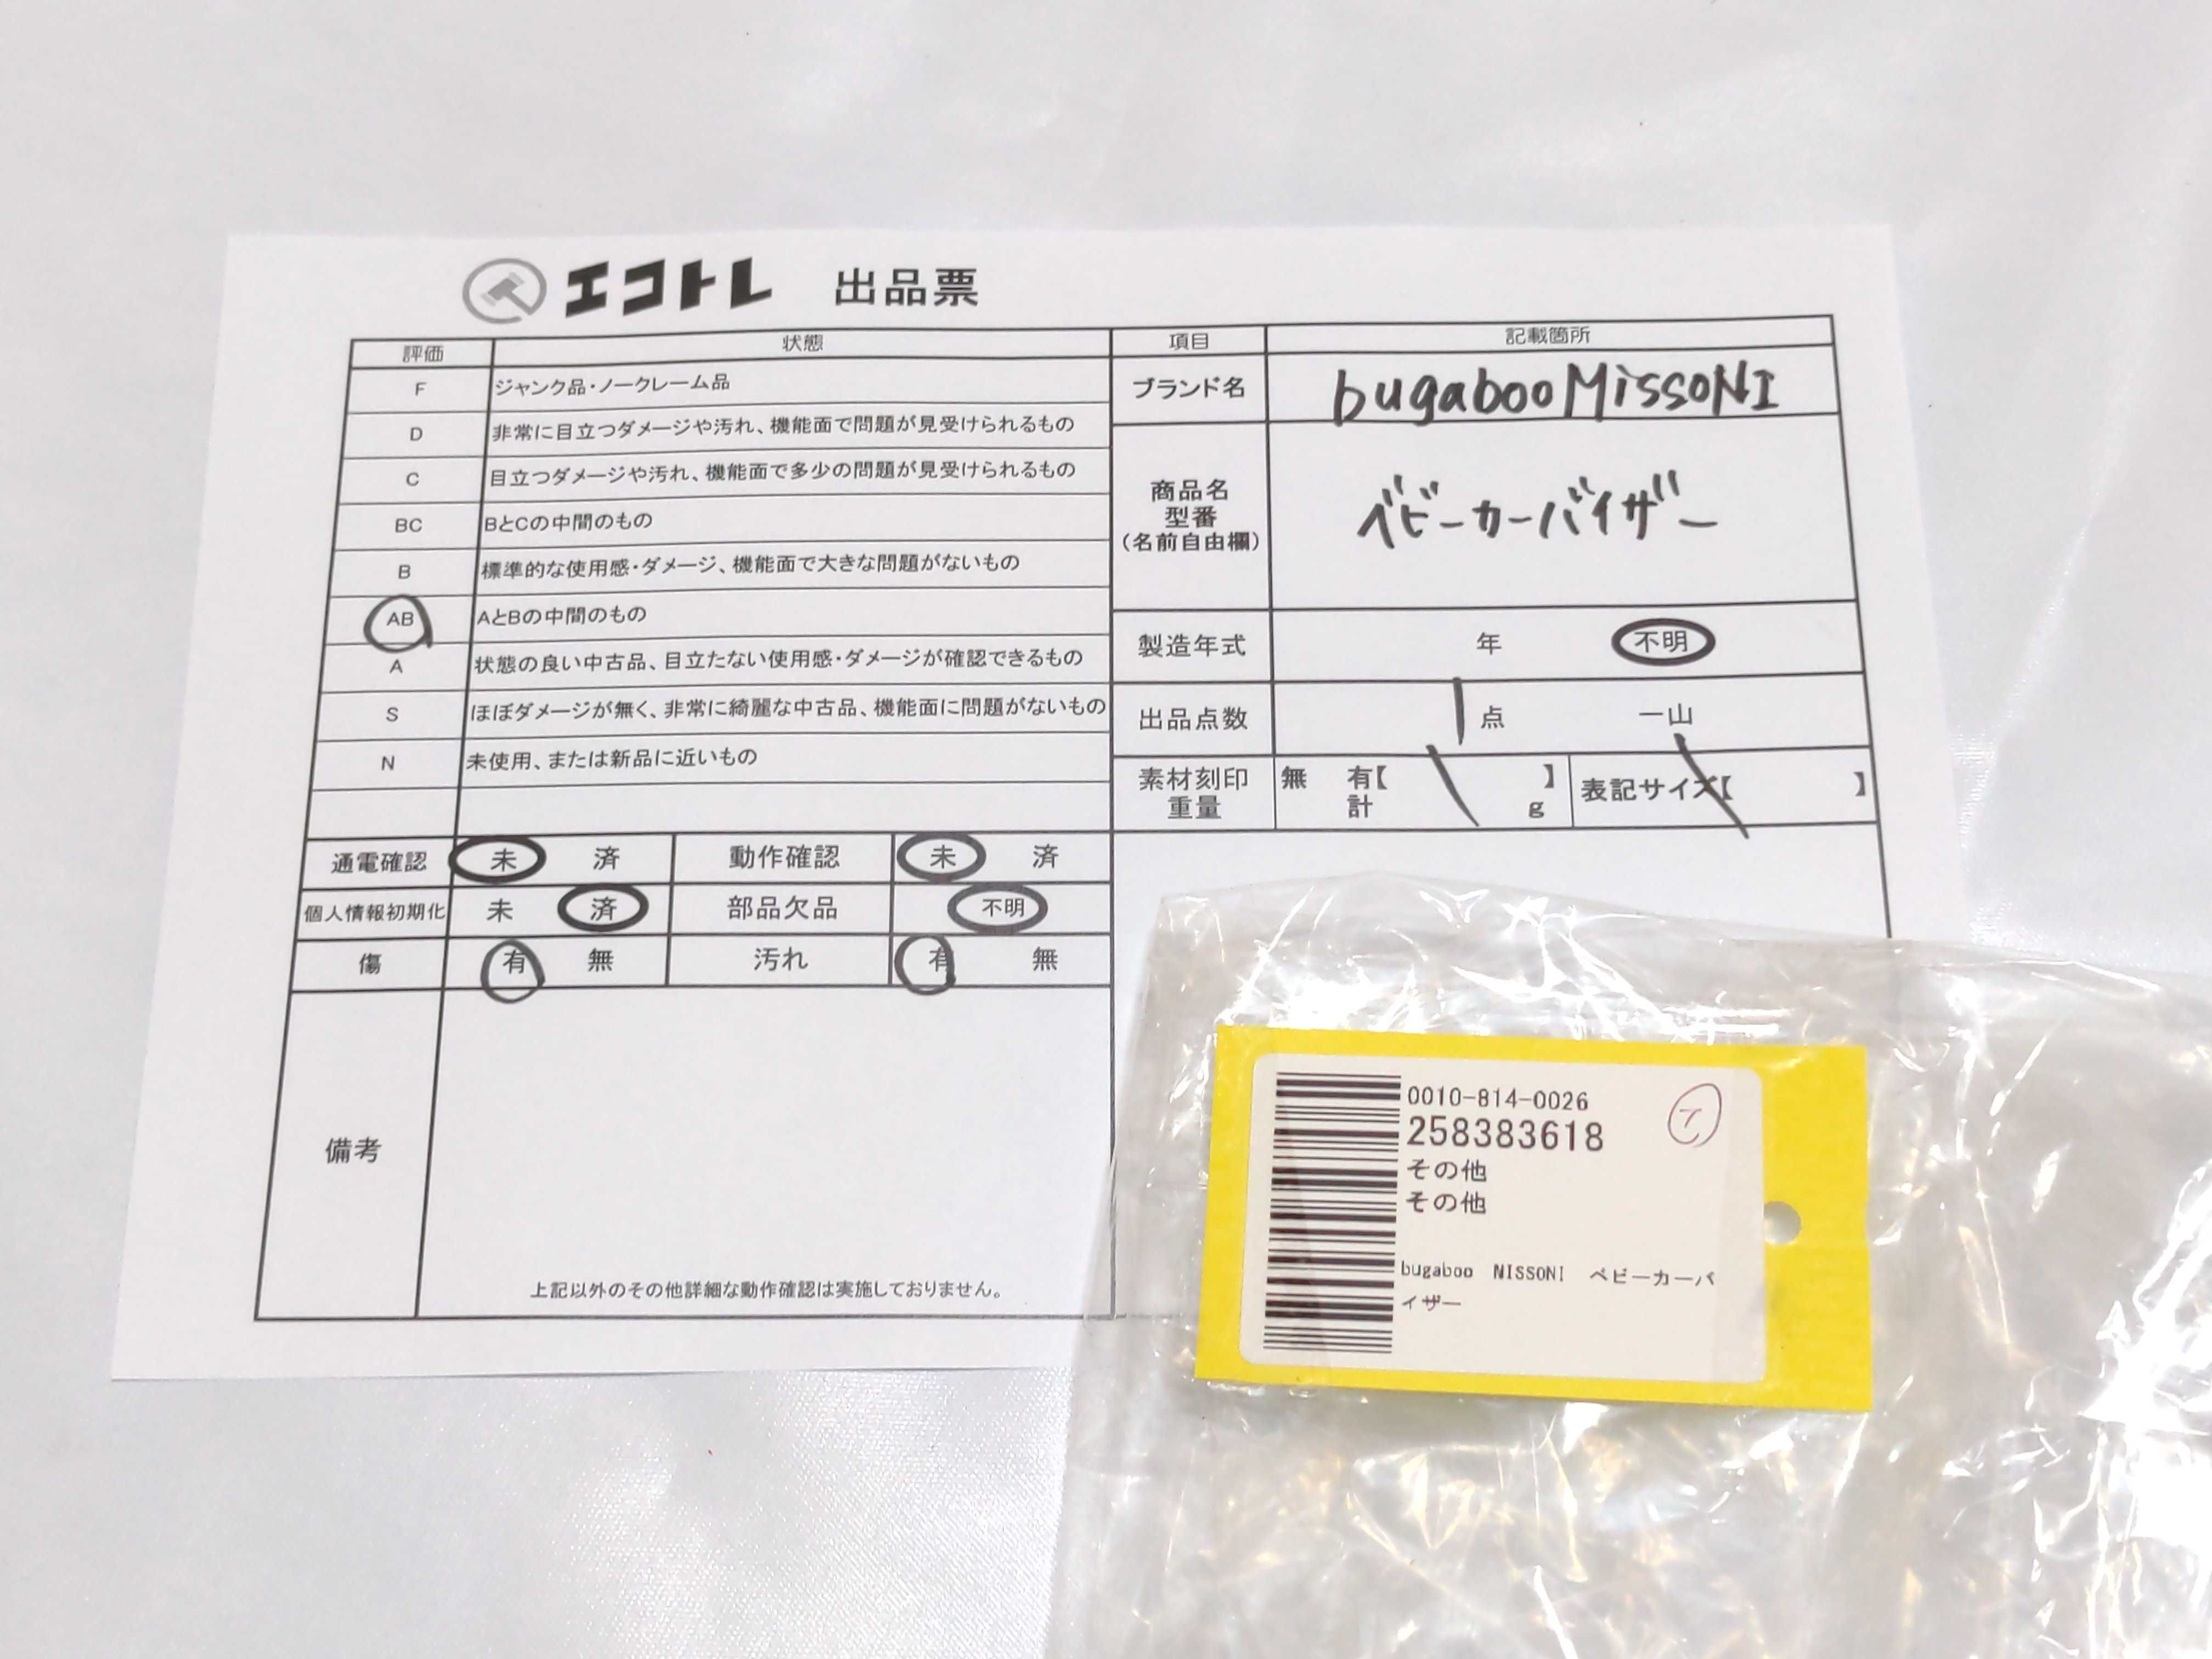 エコトレ 出品票
評価 状態 項目 記載箇所
F ジャンク品・ノークレーム品
D 非常に目立つダメージや汚れ、機能面で問題が見受けられるもの
C 目立つダメージや汚れ、機能面で多少の問題が見受けられるもの
BC BとCの中間のもの
B 標準的な使用感・ダメージ、機能面で大きな問題がないもの
AB AとBの中間のもの
A 状態の良い中古品、目立たない使用感・ダメージが確認できるもの
S ほぼダメージが無く、非常に綺麗な中古品、機能面に問題がないもの
N 未使用、または新品に近いもの
ブランド名 bugaboo MissoNI
商品名
型番
(名前自由欄)
ベビーカーバイザー
製造年式 年 不明
出品点数 1 点 一山
素材刻印 無 有【 】 表記サイズ【 】
重量 計 g
通電確認 未 済 動作確認 未 済
個人情報初期化 未 済 部品欠品 不明
傷 有 無 汚れ 有 無
備考
上記以外のその他詳細な動作確認は実施しておりません。
0010-814-0026
258383618
その他
その他
bugaboo NISSONI ベビーカーバ
イザー